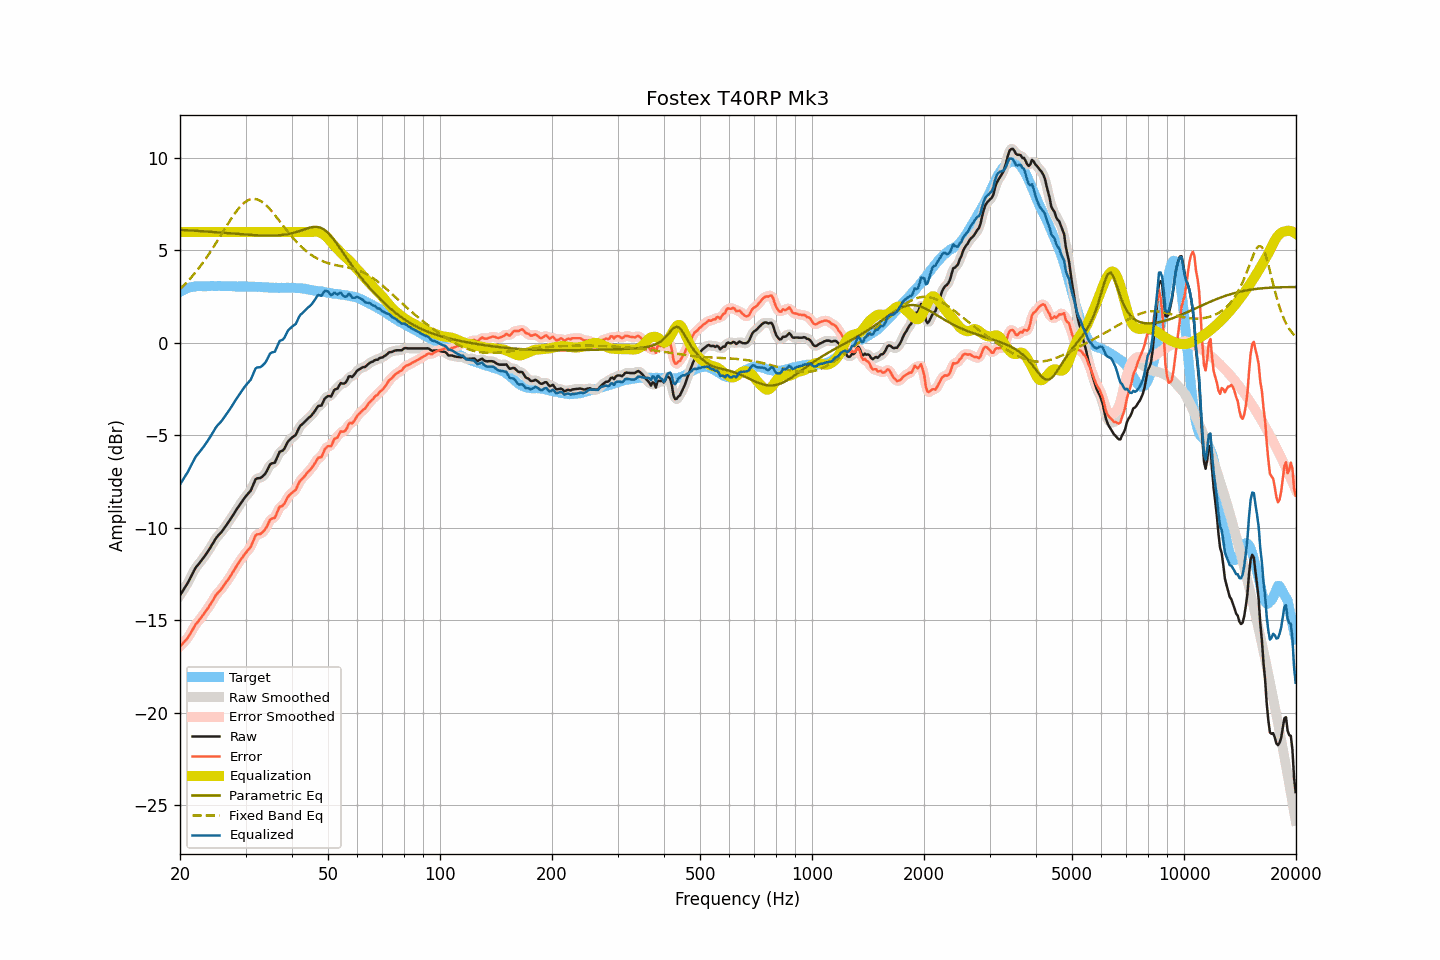 Fostex T40RP Mk3
Amplitude (dBr)
10
5
0
−5
−10
−15
−20
−25
Target
Raw Smoothed
Error Smoothed
Raw
Error
Equalization
Parametric Eq
Fixed Band Eq
Equalized
20 50 100 200 500 1000 2000 5000 10000 20000
Frequency (Hz)